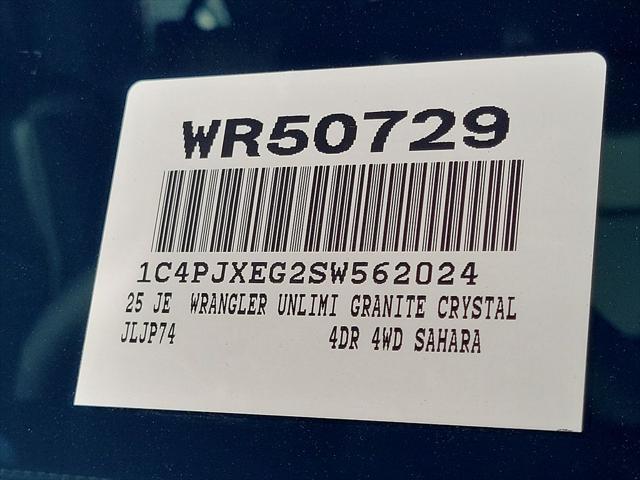 WR50729
1C4PJXEG2SW562024
25 JE WRANGLER UNLIMI GRANITE CRYSTAL
JLJP74 4DR 4WD SAHARA